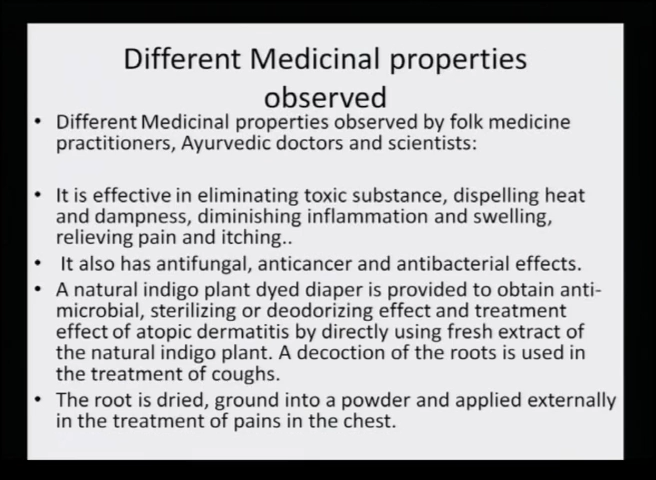 Different Medicinal properties
observed
• Different Medicinal properties observed by folk medicine
practitioners, Ayurvedic doctors and scientists:
• It is effective in eliminating toxic substance, dispelling heat
and dampness, diminishing inflammation and swelling,
relieving pain and itching..
• It also has antifungal, anticancer and antibacterial effects.
• A natural indigo plant dyed diaper is provided to obtain anti-
microbial, sterilizing or deodorizing effect and treatment
effect of atopic dermatitis by directly using fresh extract of
the natural indigo plant. A decoction of the roots is used in
the treatment of coughs.
• The root is dried, ground into a powder and applied externally
in the treatment of pains in the chest.